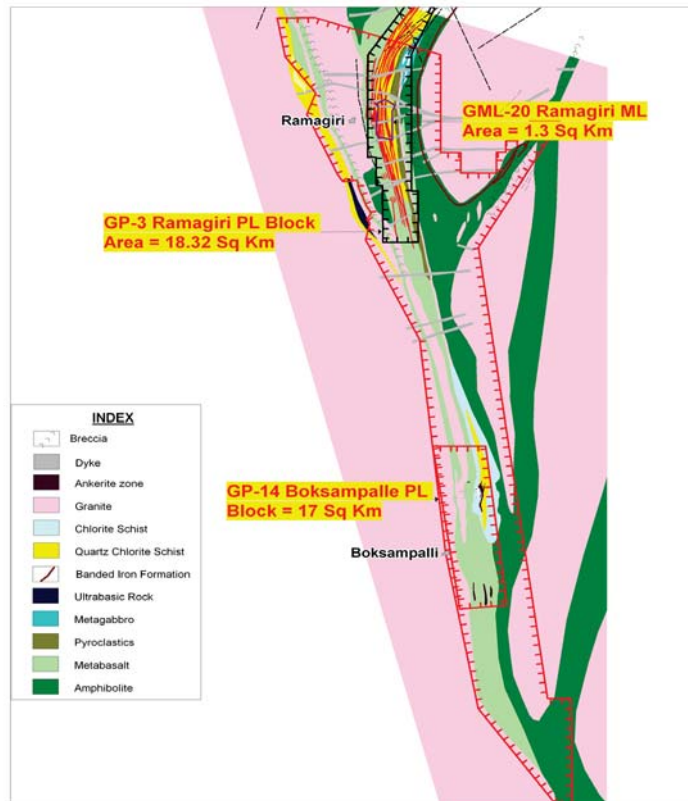 GML-20 Ramagiri ML
Area = 1.3 Sq Km
Ramagiri
GP-3 Ramagiri PL Block
Area = 18.32 Sq Km
GP-14 Boksampalle PL
Block = 17 Sq Km
Boksampalli
INDEX
Breccia
Dyke
Ankerite zone
Granite
Chlorite Schist
Quartz Chlorite Schist
Banded Iron Formation
Ultrabasic Rock
Metagabbro
Pyroclastics
Metabasalt
Amphibolite